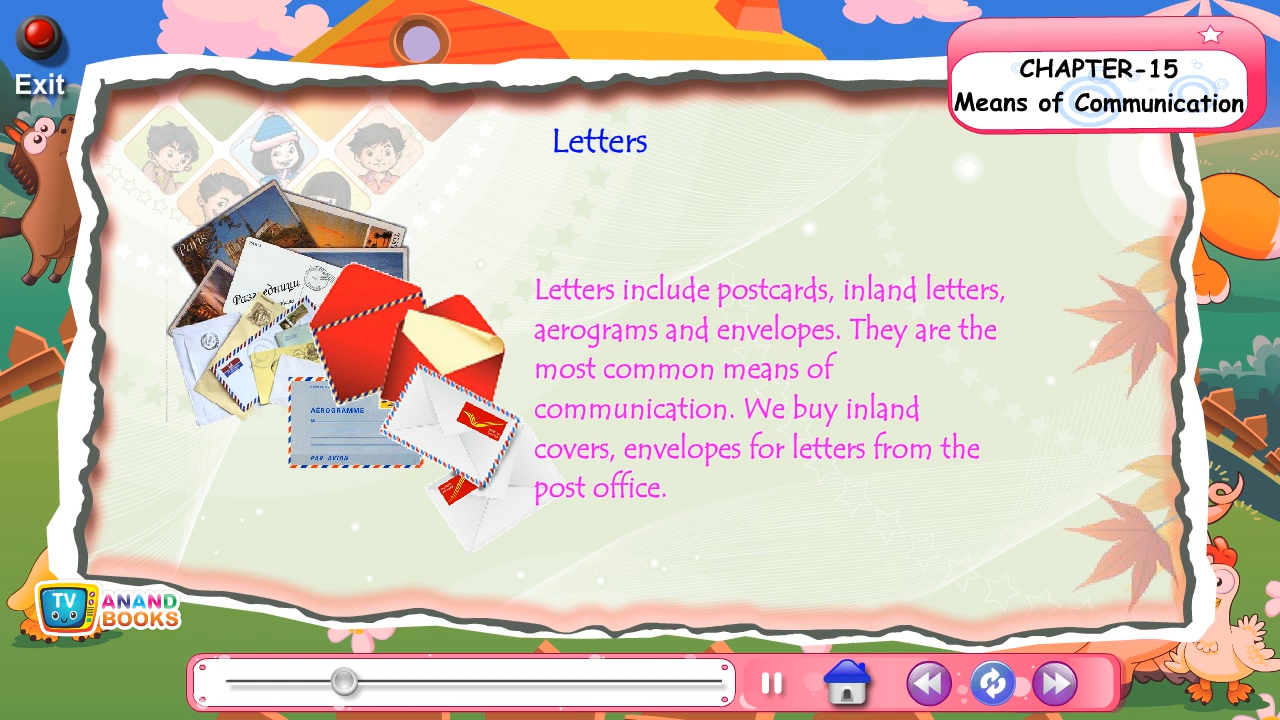 Exit
CHAPTER-15
Means of Communication
Letters
Paris
Letters include postcards, inland letters,
aerograms and envelopes. They are the
most common means of
communication. We buy inland
covers, envelopes for letters from the
post office.
AÉROGRAMME
PAR AVION
TV
ANAND
BOOKS